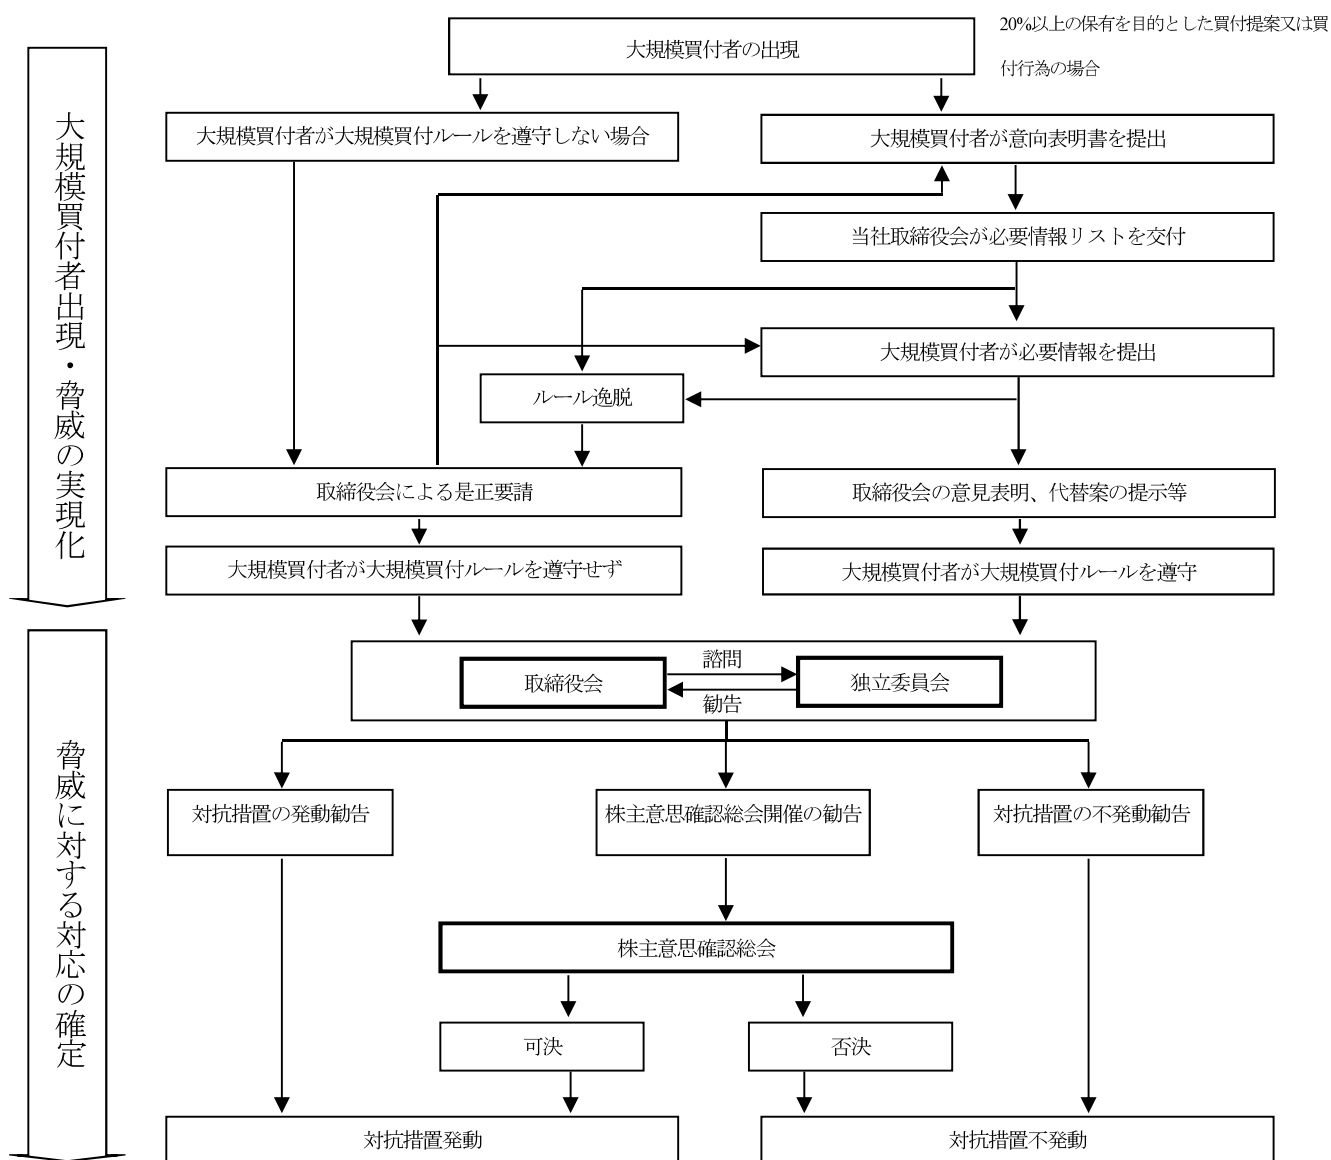 大規模買付者の出現
20%以上の保有を目的とした買付提案又は買
付行為の場合
大規模買付者出現・脅威の実現化
大規模買付者が大規模買付ルールを遵守しない場合
大規模買付者が意向表明書を提出
当社取締役会が必要情報リストを交付
大規模買付者が必要情報を提出
ルール逸脱
取締役会による是正要請
取締役会の意見表明、代替案の提示等
大規模買付者が大規模買付ルールを遵守せず
大規模買付者が大規模買付ルールを遵守
脅威に対する対応の確定
諮問
取締役会
独立委員会
勧告
対抗措置の発動勧告
株主意思確認総会開催の勧告
対抗措置の不発動勧告
株主意思確認総会
可決
否決
対抗措置発動
対抗措置不発動